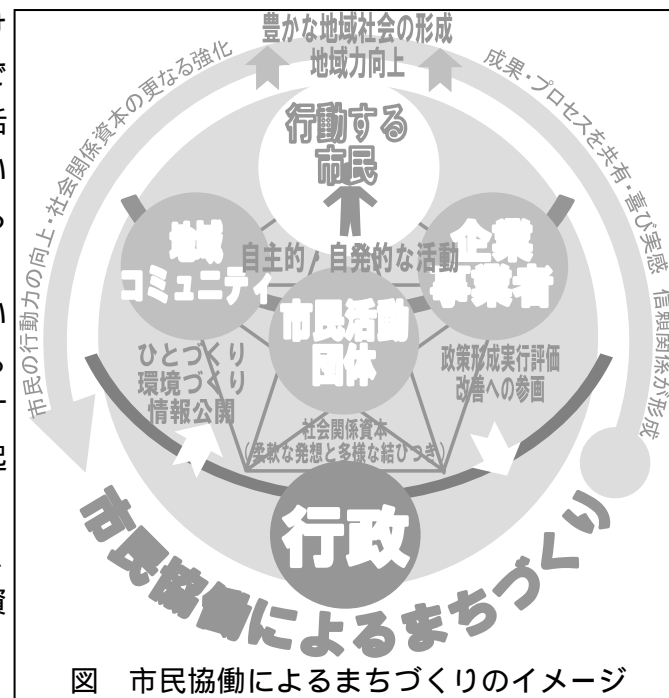 豊かな地域社会の形成
地域力向上
市民の行動力の向上・社会関係資本の更なる強化
成果・プロセスを共有・喜び実感 信頼関係が形成
行動する
市民
地域
コミュニティ
自主的・自発的な活動
企業
事業者
市民活動
団体
ひとづくり
環境づくり
情報公開
政策形成実行評価
改善への参画
社会関係資本
(柔軟な発想と多様な結びつき)
行政
市民協働によるまちづくり
図 市民協働によるまちづくりのイメージ